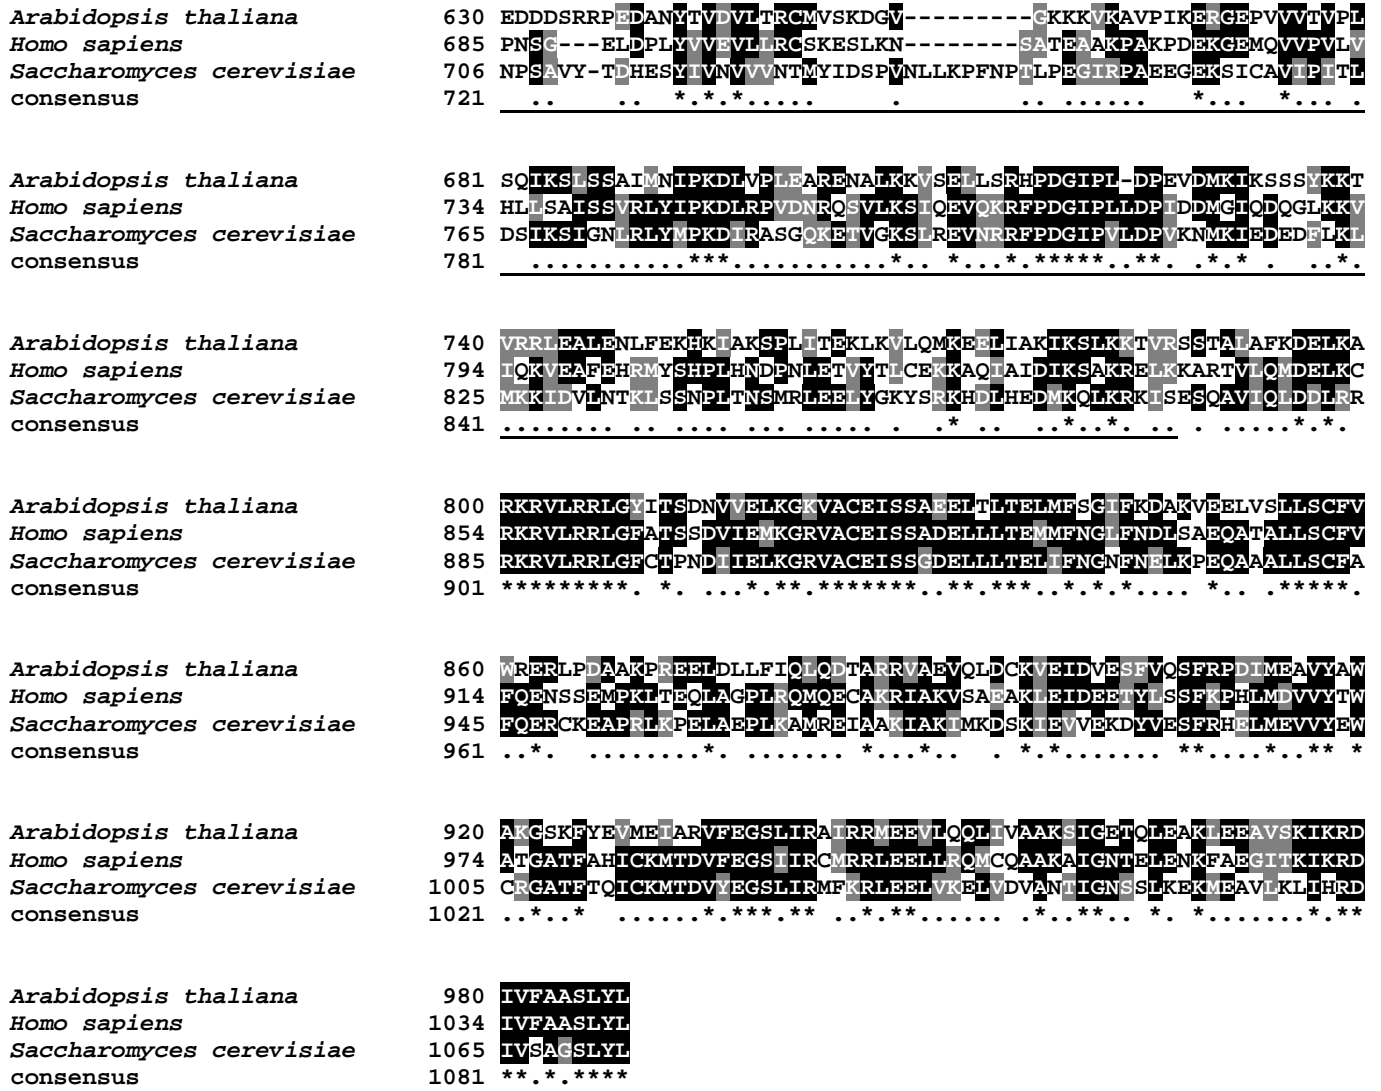 Arabidopsis thaliana 630 EDDDSRRPEDANYTVDVLTRCMVSKDGV---------GKKKVKAVPIKERGEPVVVTVPL
Homo sapiens 685 PNSG---ELDPLYVVEVLLRCSKESLKN--------SATEAAKPAKPDEKGEMQVVPVLV
Saccharomyces cerevisiae 706 NPSAVY-TDHESYIVNVVVNTMYIDSPVNLLKPFNPTLPEGIRPAEEGEKSICAVIPITL
consensus 721 .. .. *.*.*..... . .. ...... *... *... .
Arabidopsis thaliana 681 SQIKSLSSAIMNIPKDLVPLEARENALKKVSELLSRHPDGIPL-DPEVDMKIKSSSYKKT
Homo sapiens 734 HLLSAISSVRLYIPKDLRPVDNRQSVLKSIQEVQKRFPDGIPLLDPIDDMGIQDQGLKKV
Saccharomyces cerevisiae 765 DSIKSIGNLRLYMPKDIRASGQKETVGKSLREVNRRFPDGIPVLDPVKNMKIEDEDFLKL
consensus 781 ...........***...........*.. *...*.*****..**. .*.* . ..*.
Arabidopsis thaliana 740 VRRLEALENLFEKHKIAKSPLITEKLKVLQMKEELIAKIKSLKKTVRSSTALAFKDELKA
Homo sapiens 794 IQKVEAFEHRMYSHPLHNDPNLETVYTLCEKKAQIAIDIKSAKRELKKARTVLQMDELKC
Saccharomyces cerevisiae 825 MKKIDVLNTKLSSNPLTNSMRLEELYGKYSRKHDLHEDMKQLKRKISESQAVIQLDDLRR
consensus 841 ........ .. ... .... .. .... . .* .. ..*..*. .. . .....*.*.
Arabidopsis thaliana 800 RKRVLRRLGYITSDNVVELKGKVACEISSAEELTLTELMFSGIFKDAKVEELVSLLSCFV
Homo sapiens 854 RKRVLRRLGFATSSDVIEMKGRVACEISSADELLLTEMMFNGLFNDLSAEQATALLSCFV
Saccharomyces cerevisiae 885 RKRVLRRLGFCTPNDIIELKGRVACEISSGDELLLTELIFNGNFNELKPEQAAALLSCFA
consensus 901 *********. *. ...*.**.*******..**.***..*.*.*.... *.. .*****.
Arabidopsis thaliana 860 WRERLPDAAKPREELDLLFIQLQDTARRVAEVQLDCKVEIDVESFVQSFRPDIMEAVYAW
Homo sapiens 914 FQENSSEMPKLTEQLAGPLRQMQECAKRIAKVSAEAKLEIDEETYLSSFKPHLMDVVYTW
Saccharomyces cerevisiae 945 FQERCKEAPRLKPELAEPLKAMREIAAKIAKIMKDSKIEVVEKDYVESFRHELMEVVYEW
consensus 961 ..*. ........*. ....... .*...*.. . *.*....... **....*..** *
Arabidopsis thaliana 920 AKGSKFYEVMEIARVFEGSLIRAIRRMEEVLQQLIVAAKSIGETQLEAKLEEAVSKIKRD
Homo sapiens 974 ATGATFAHICKMTDVFEGSIIRCMRRLEELLRQMCQAAKAIGNTELENKFAEGITKIKRD
Saccharomyces cerevisiae 1005 CRGATFTQICKMTDVYEGSLIRMFKRLEELVKELVDVANTIGNSSLKEKMEAVLKLIHRD
consensus 1021 ..*..* ......*.***.** ..*.**...... .*..**.. *. *.......*.**
Arabidopsis thaliana 980 IVFAASLYL
Homo sapiens 1034 IVFAASLYL
Saccharomyces cerevisiae 1065 IVSAGSLYL
consensus 1081 **.*.****